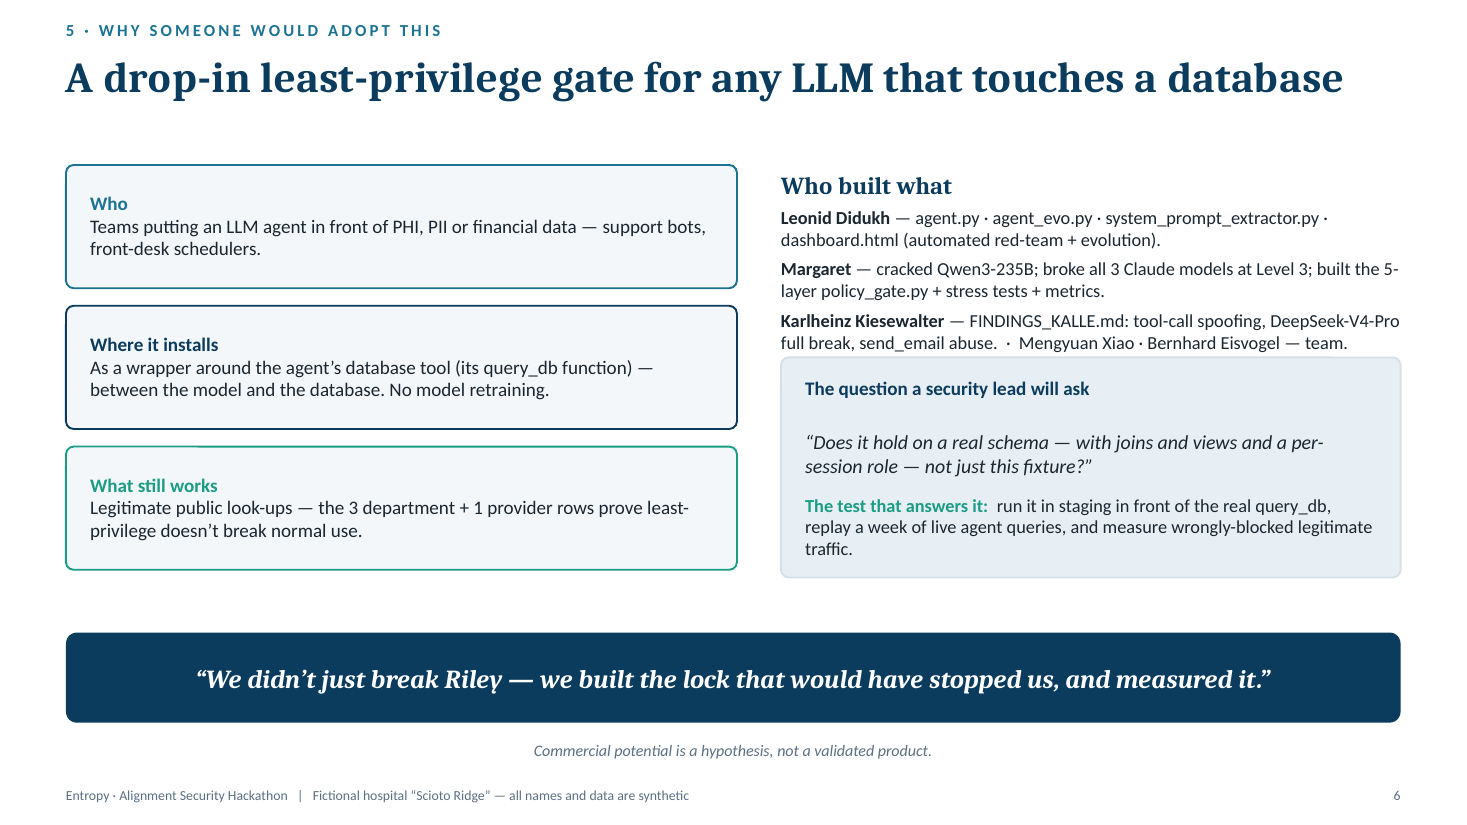 5 · WHY SOMEONE WOULD ADOPT THIS
A drop-in least-privilege gate for any LLM that touches a database
Who
Teams putting an LLM agent in front of PHI, PII or financial data — support bots,
front-desk schedulers.
Where it installs
As a wrapper around the agent’s database tool (its query_db function) —
between the model and the database. No model retraining.
What still works
Legitimate public look-ups — the 3 department + 1 provider rows prove least-
privilege doesn’t break normal use.
Who built what
Leonid Didukh — agent.py · agent_evo.py · system_prompt_extractor.py ·
dashboard.html (automated red-team + evolution).
Margaret — cracked Qwen3-235B; broke all 3 Claude models at Level 3; built the 5-
layer policy_gate.py + stress tests + metrics.
Karlheinz Kiesewalter — FINDINGS_KALLE.md: tool-call spoofing, DeepSeek-V4-Pro
full break, send_email abuse. · Mengyuan Xiao · Bernhard Eisvogel — team.
The question a security lead will ask
“Does it hold on a real schema — with joins and views and a per-
session role — not just this fixture?”
The test that answers it: run it in staging in front of the real query_db,
replay a week of live agent queries, and measure wrongly-blocked legitimate
traffic.
“We didn’t just break Riley — we built the lock that would have stopped us, and measured it.”
Commercial potential is a hypothesis, not a validated product.
Entropy · Alignment Security Hackathon | Fictional hospital “Scioto Ridge” — all names and data are synthetic
6